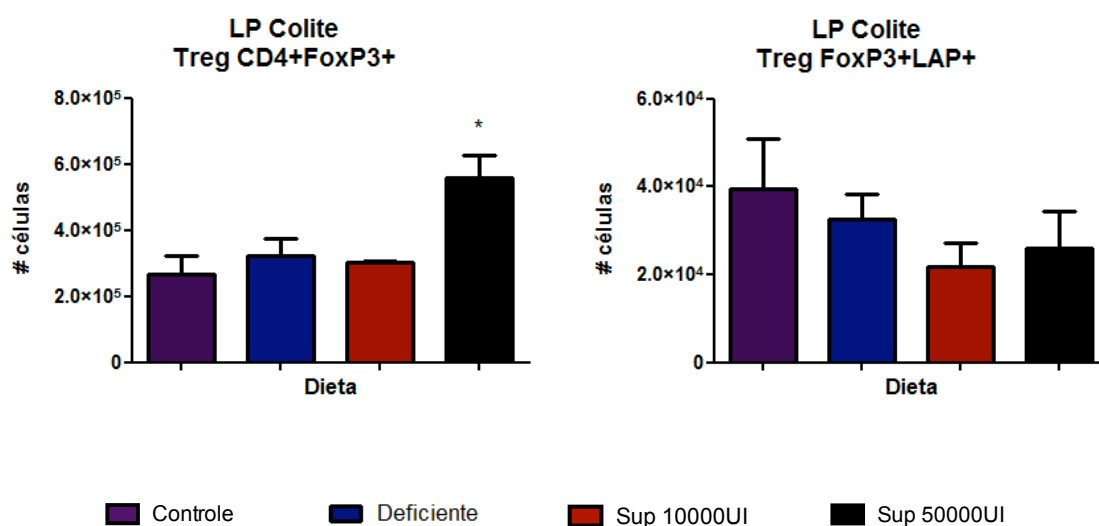 LP Colite
Treg CD4+FoxP3+
*
8.0×10⁵
6.0×10⁵
4.0×10⁵
2.0×10⁵
0
# células
Dieta
LP Colite
Treg FoxP3+LAP+
6.0×10⁴
4.0×10⁴
2.0×10⁴
0
# células
Dieta
Controle
Deficiente
Sup 10000UI
Sup 50000UI